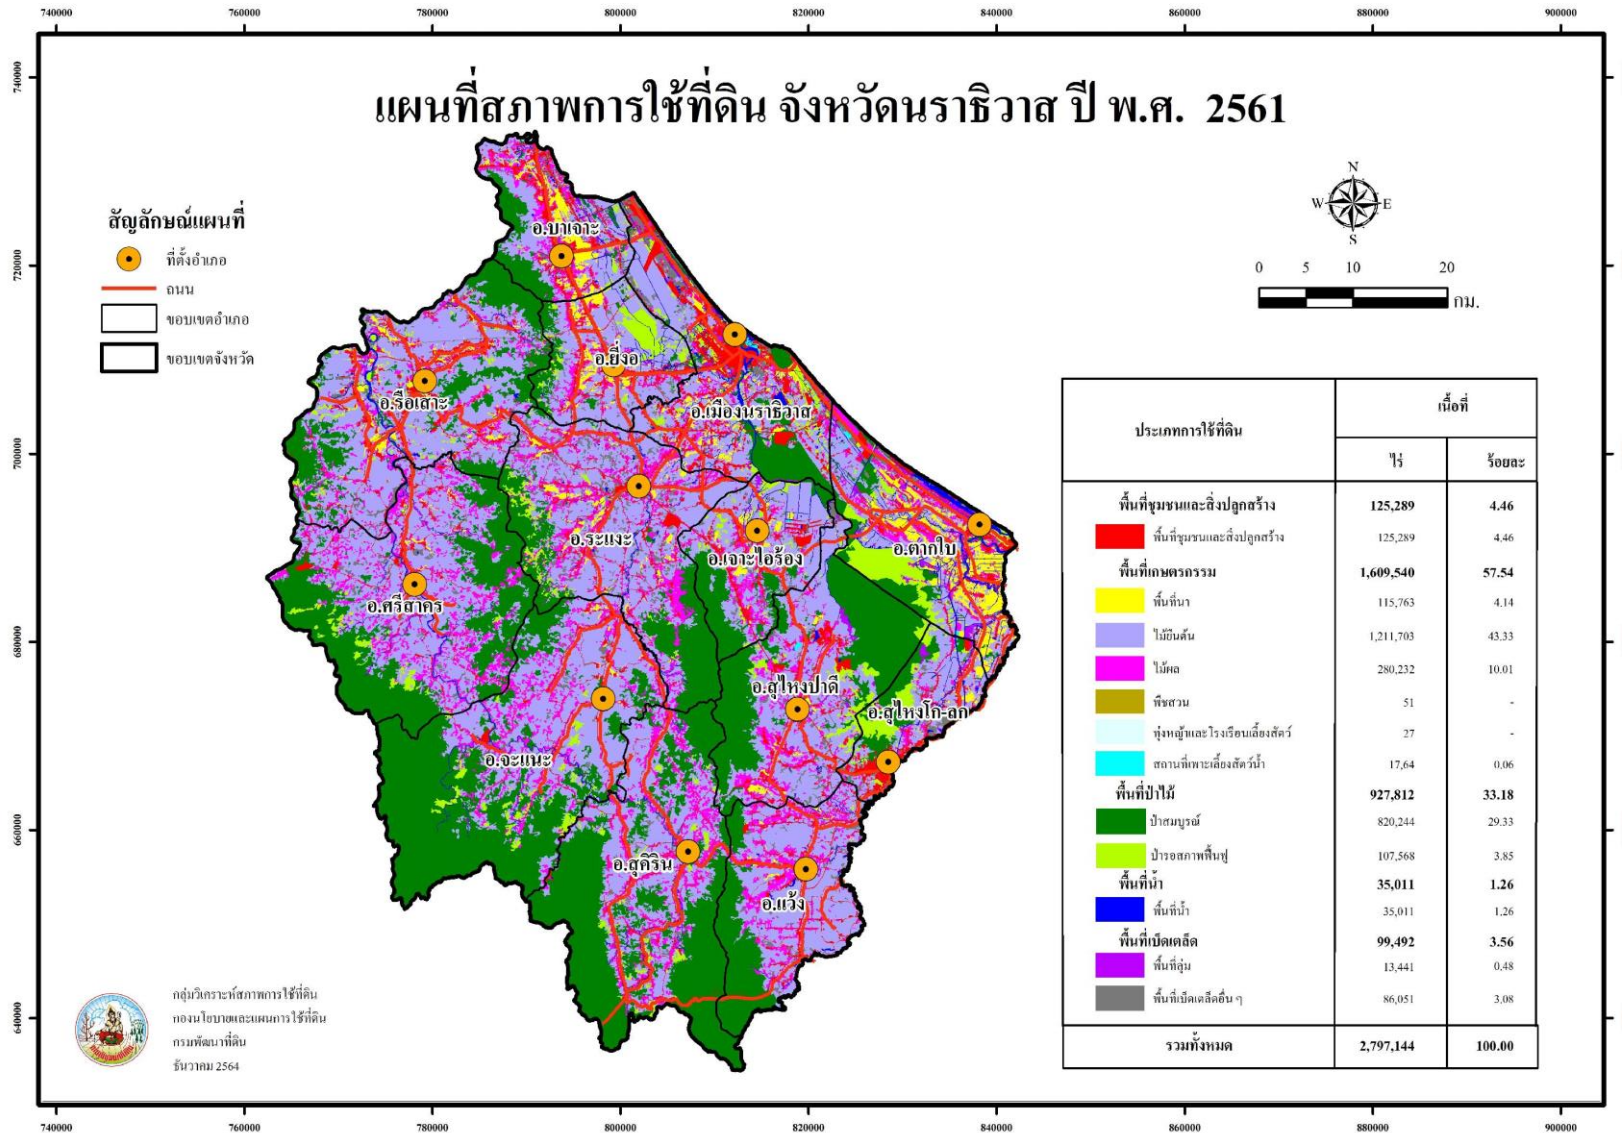 740000 760000 780000 800000 820000 840000 860000 880000 900000
แผนที่สภาพการใช้ที่ดิน จังหวัดนราธิวาส ปี พ.ศ. 2561
740000
720000
700000
680000
660000
640000
สัญลักษณ์แผนที่
ที่ตั้งอำเภอ
ถนน
ขอบเขตอำเภอ
ขอบเขตจังหวัด
N
W E
S
0 5 10 20
กม.
อ.บาเจาะ
อ.ยี่งอ
อ.รือเสาะ
อ.เมืองนราธิวาส
อ.ระแงะ
อ.เจาะไอร้อง
อ.ตากใบ
อ.ศรีสาคร
อ.สุไหงปาดี
อ.สุไหงโก-ลก
อ.จะแนะ
อ.สุคิริน
อ.แว้ง
ประเภทการใช้ที่ดิน เนื้อที่
ไร่ ร้อยละ
พื้นที่ชุมชนและสิ่งปลูกสร้าง 125,289 4.46
พื้นที่ชุมชนและสิ่งปลูกสร้าง 125,289 4.46
พื้นที่เกษตรกรรม 1,609,540 57.54
พื้นที่นา 115,763 4.14
ไม้ยืนต้น 1,211,703 43.33
ไม้ผล 280,232 10.01
พืชสวน 51 -
ทุ่งหญ้าและโรงเรือนเลี้ยงสัตว์ 27 -
สถานที่เพาะเลี้ยงสัตว์น้ำ 17,64 0.06
พื้นที่ป่าไม้ 927,812 33.18
ป่าสมบูรณ์ 820,244 29.33
ป่ารอสภาพฟื้นฟู 107,568 3.85
พื้นที่น้ำ 35,011 1.26
พื้นที่น้ำ 35,011 1,26
พื้นที่เบ็ดเตล็ด 99,492 3.56
พื้นที่ลุ่ม 13,441 0.48
พื้นที่เบ็ดเตล็ดอื่น ๆ 86,051 3.08
รวมทั้งหมด 2,797,144 100.00
กลุ่มวิเคราะห์สภาพการใช้ที่ดิน
กองนโยบายและแผนการใช้ที่ดิน
กรมพัฒนาที่ดิน
ธันวาคม 2564
740000 760000 780000 800000 820000 840000 860000 880000 900000